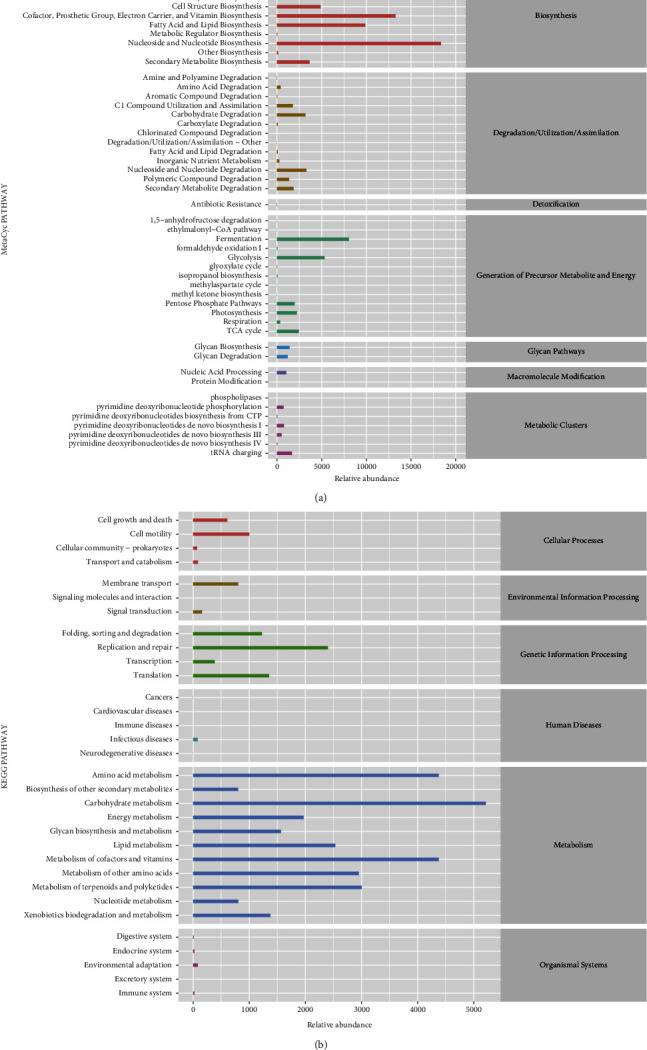 Cell Structure Biosynthesis
Cofactor, Prosthetic Group, Electron Carrier, and Vitamin Biosynthesis
Fatty Acid and Lipid Biosynthesis
Metabolic Regulator Biosynthesis
Nucleoside and Nucleotide Biosynthesis
Other Biosynthesis
Secondary Metabolite Biosynthesis
Biosynthesis
Amine and Polyamine Degradation
Amino Acid Degradation
Aromatic Compound Degradation
C1 Compound Utilization and Assimilation
Carbohydrate Degradation
Carboxylate Degradation
Chlorinated Compound Degradation
Degradation/Utilization/Assimilation − Other
Fatty Acid and Lipid Degradation
Inorganic Nutrient Metabolism
Nucleoside and Nucleotide Degradation
Polymeric Compound Degradation
Secondary Metabolite Degradation
Degradation/Utilization/Assimilation
Antibiotic Resistance
Detoxification
1,5−anhydrofructose degradation
ethylmalonyl−CoA pathway
Fermentation
formaldehyde oxidation I
Glycolysis
glyoxylate cycle
isopropanol biosynthesis
methylaspartate cycle
methyl ketone biosynthesis
Pentose Phosphate Pathways
Photosynthesis
Respiration
TCA cycle
Generation of Precursor Metabolite and Energy
Glycan Biosynthesis
Glycan Degradation
Glycan Pathways
Nucleic Acid Processing
Protein Modification
Macromolecule Modification
phospholipases
pyrimidine deoxyribonucleotide phosphorylation
pyrimidine deoxyribonucleotides biosynthesis from CTP
pyrimidine deoxyribonucleotides de novo biosynthesis I
pyrimidine deoxyribonucleotides de novo biosynthesis III
pyrimidine deoxyribonucleotides de novo biosynthesis IV
tRNA charging
Metabolic Clusters
MetaCyc PATHWAY
0 5000 10000 15000 20000
Relative abundance
(a)
Cell growth and death
Cell motility
Cellular community − prokaryotes
Transport and catabolism
Cellular Processes
Membrane transport
Signaling molecules and interaction
Signal transduction
Environmental Information Processing
Folding, sorting and degradation
Replication and repair
Transcription
Translation
Genetic Information Processing
Cancers
Cardiovascular diseases
Immune diseases
Infectious diseases
Neurodegenerative diseases
Human Diseases
Amino acid metabolism
Biosynthesis of other secondary metabolites
Carbohydrate metabolism
Energy metabolism
Glycan biosynthesis and metabolism
Lipid metabolism
Metabolism of cofactors and vitamins
Metabolism of other amino acids
Metabolism of terpenoids and polyketides
Nucleotide metabolism
Xenobiotics biodegradation and metabolism
Metabolism
Digestive system
Endocrine system
Environmental adaptation
Excretory system
Immune system
Organismal Systems
KEGG PATHWAY
0 1000 2000 3000 4000 5000
Relative abundance
(b)